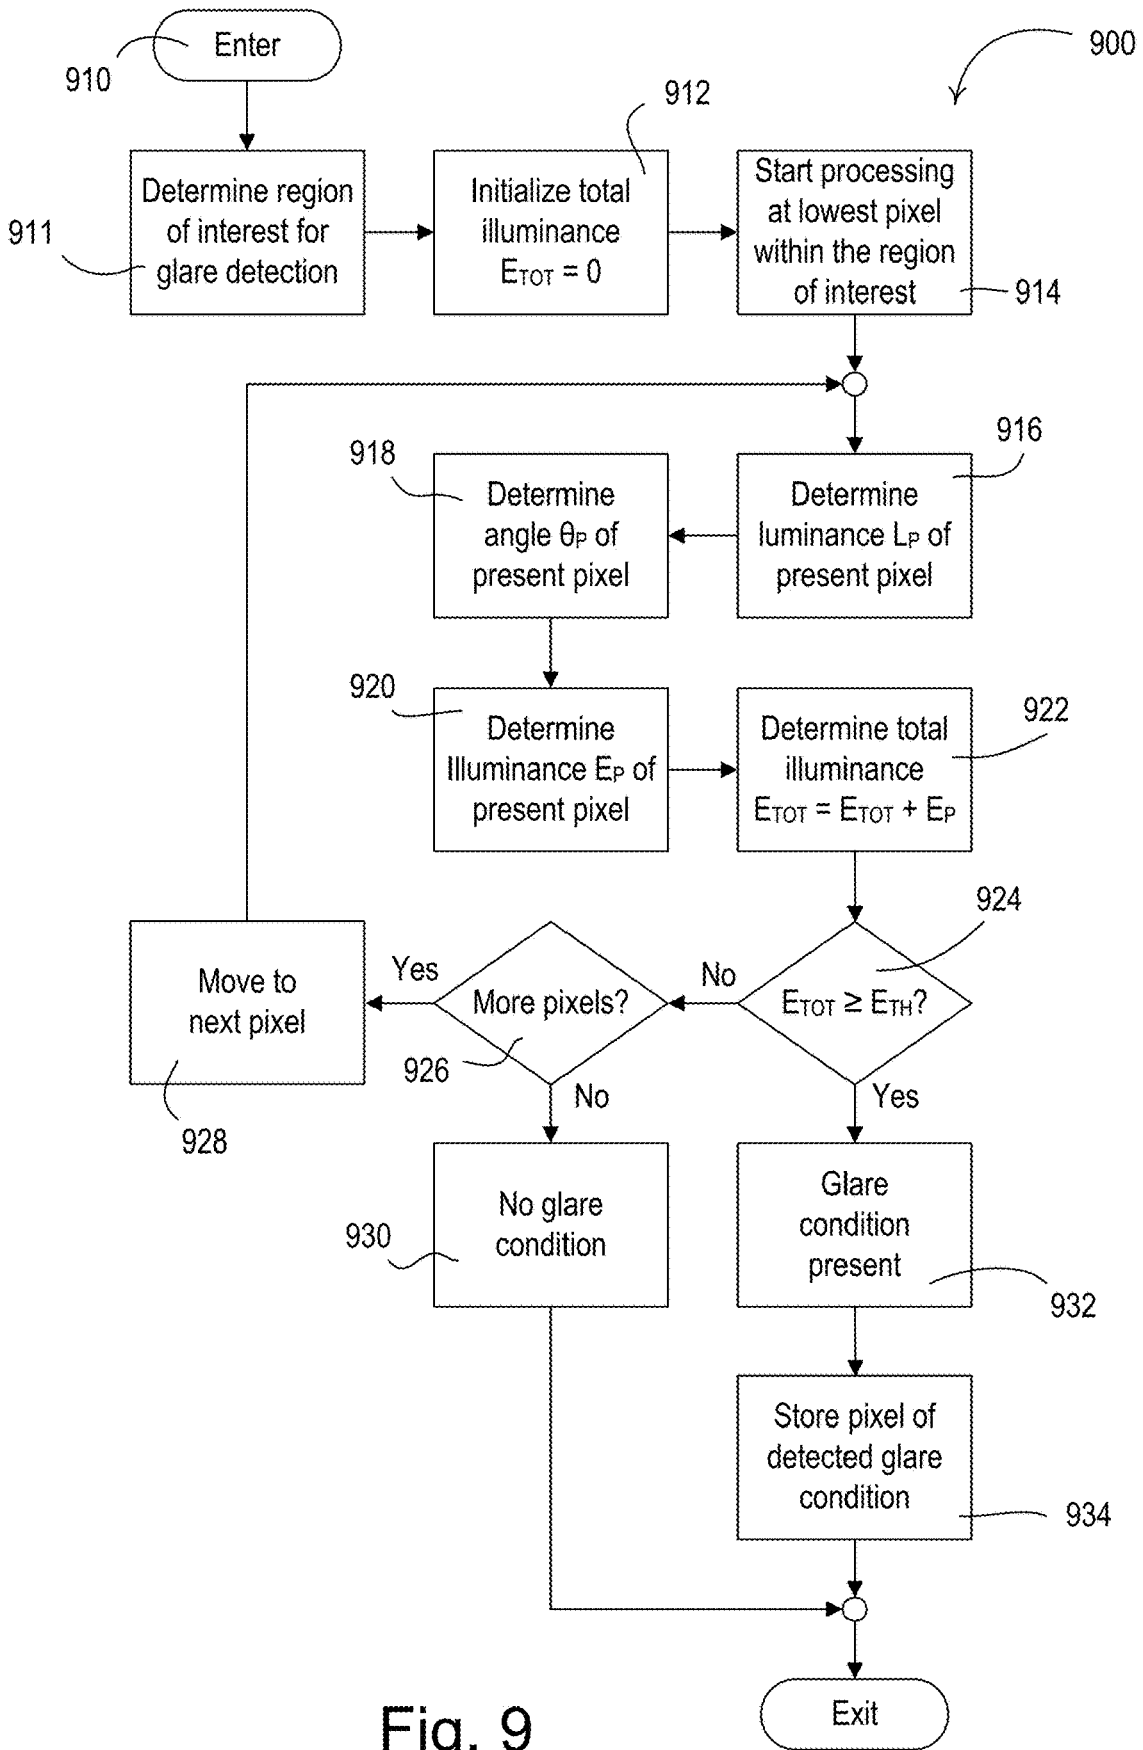 Enter
910
900
912
Determine region
of interest for
glare detection
911
Initialize total
illuminance
ETOT = 0
Start processing
at lowest pixel
within the region
of interest
914
916
918
Determine
luminance LP of
present pixel
Determine
angle θP of
present pixel
920
Determine
Illuminance EP of
present pixel
922
Determine total
illuminance
ETOT = ETOT + EP
924
ETOT ≥ ETH?
No
Yes
More pixels?
926
Yes
No
Move to
next pixel
928
No glare
condition
930
Glare
condition
present
932
Store pixel of
detected glare
condition
934
Exit
Fig. 9